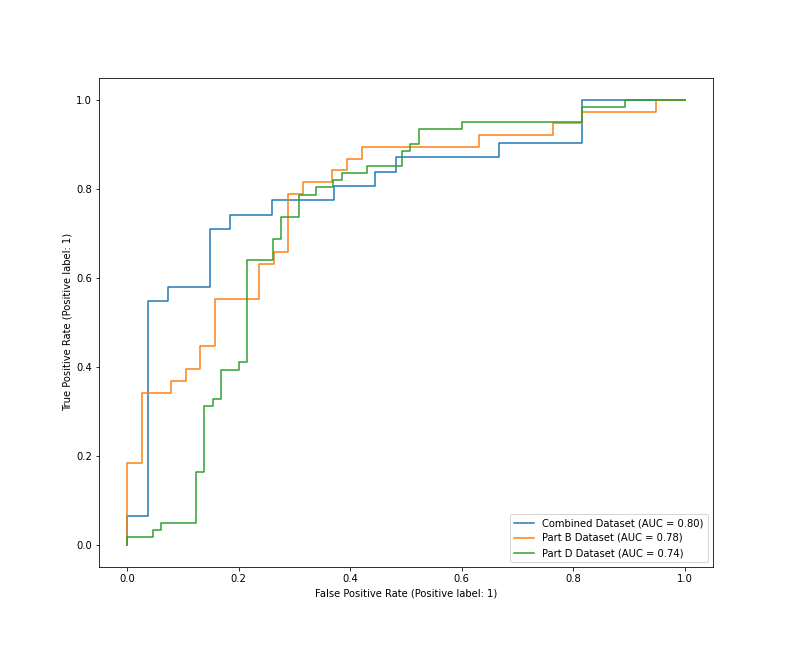 1.0
0.8
0.6
0.4
0.2
0.0
True Positive Rate (Positive label: 1)
Combined Dataset (AUC = 0.80)
Part B Dataset (AUC = 0.78)
Part D Dataset (AUC = 0.74)
0.0 0.2 0.4 0.6 0.8 1.0
False Positive Rate (Positive label: 1)